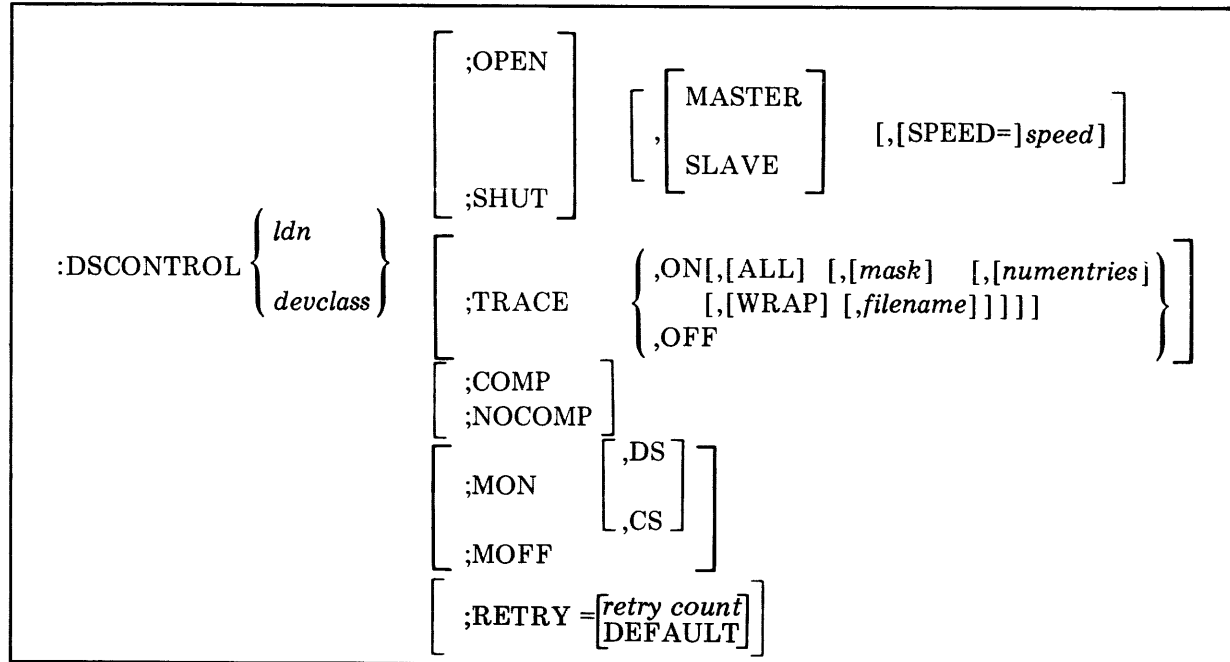 ;OPEN
, MASTER [,[SPEED=]speed]
SLAVE
;SHUT
:DSCONTROL ldn
devclass
;TRACE ,ON[,[ALL] [,[mask] [,[numentries]
[,[WRAP] [,filename]]]]]
,OFF
;COMP
;NOCOMP
;MON ,DS
,CS
;MOFF
;RETRY =[retry count
DEFAULT]